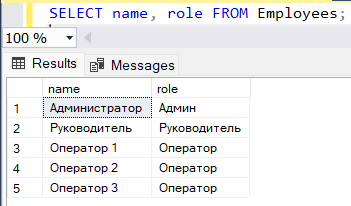 SELECT name, role FROM Employees;
100 %
Results Messages
name role
1 Администратор Админ
2 Руководитель Руководитель
3 Оператор 1 Оператор
4 Оператор 2 Оператор
5 Оператор 3 Оператор